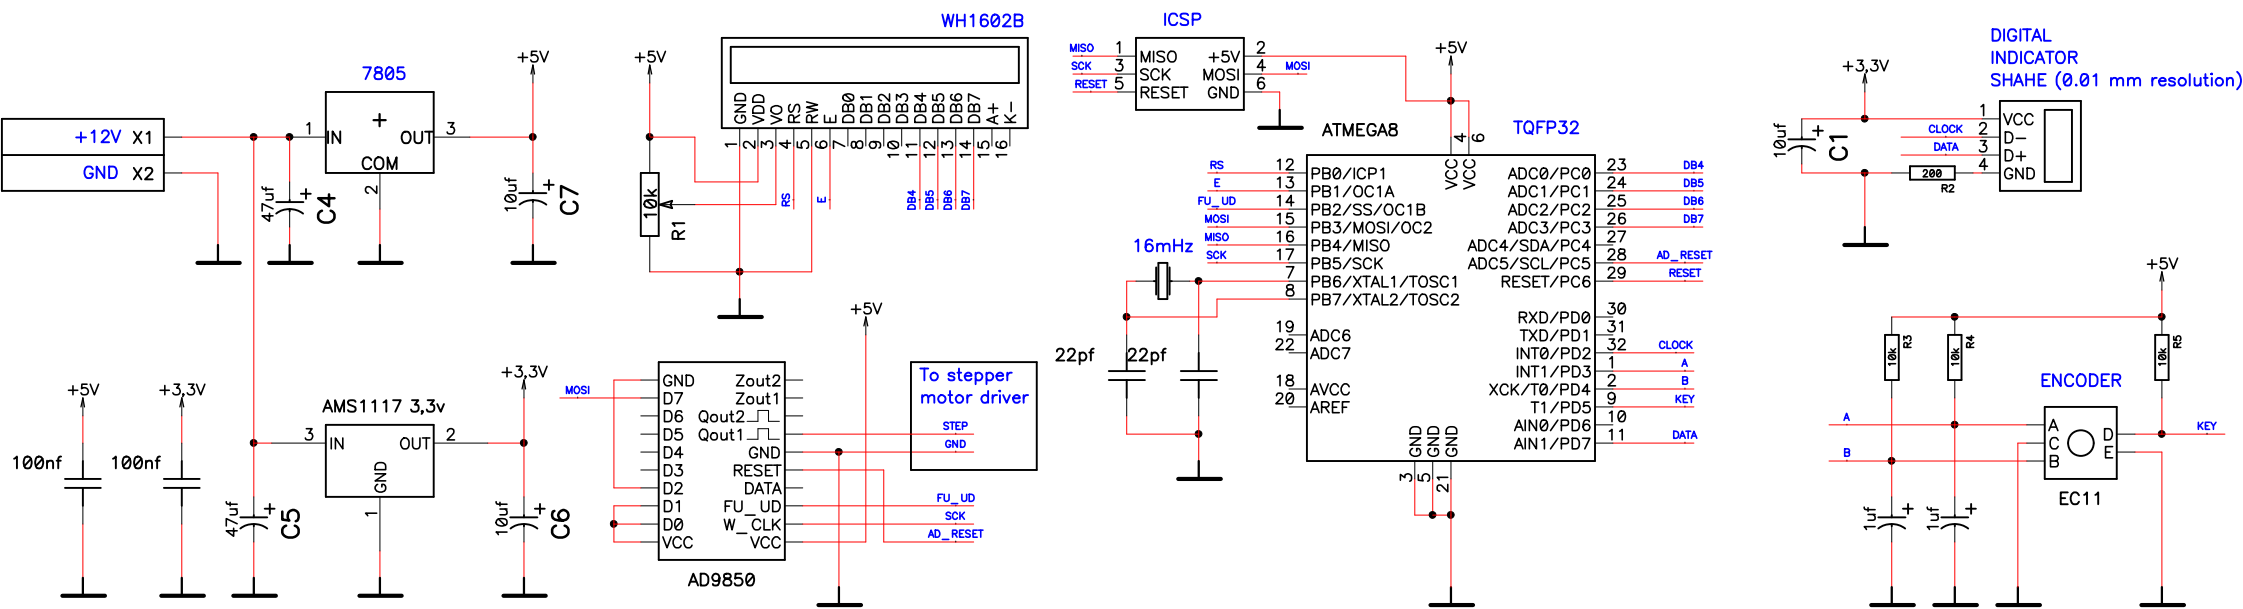 +12V X1
GND X2
7805
1 IN
+
OUT 3
COM
2
47uf
C4
+
+5V
10uf
C7
+
AMS1117 3,3v
3 IN
OUT 2
GND
1
47uf
C5
+
+3,3V
10uf
C6
+
+5V
100nf
+3,3V
100nf
+5V
10k
R1
WH1602B
GND VDD VO RS RW E DB0 DB1 DB2 DB3 DB4 DB5 DB6 DB7 A+ K-
1 2 3 4 5 6 7 8 9 10 11 12 13 14 15 16
RS
E
DB4 DB5 DB6 DB7
+5V
MOSI
GND
D7
D6
D5
D4
D3
D2
D1
D0
VCC
Zout2
Zout1
Qout2
Qout1
GND
RESET
DATA
FU_UD
W_CLK
VCC
AD9850
To stepper
motor driver
STEP
GND
FU_UD
SCK
AD_RESET
ICSP
MISO 1 MISO
SCK 3 SCK
RESET 5 RESET
+5V 2
MOSI 4 MOSI
GND 6
+5V
ATMEGA8
TQFP32
4 6
VCC VCC
RS 12 PB0/ICP1
E 13 PB1/OC1A
FU_UD 14 PB2/SS/OC1B
MOSI 15 PB3/MOSI/OC2
MISO 16 PB4/MISO
SCK 17 PB5/SCK
7 PB6/XTAL1/TOSC1
8 PB7/XTAL2/TOSC2
19 ADC6
22 ADC7
18 AVCC
20 AREF
ADC0/PC0 23 DB4
ADC1/PC1 24 DB5
ADC2/PC2 25 DB6
ADC3/PC3 26 DB7
ADC4/SDA/PC4 27
ADC5/SCL/PC5 28 AD_RESET
RESET/PC6 29 RESET
RXD/PD0 30
TXD/PD1 31
INT0/PD2 32 CLOCK
INT1/PD3 1 A
XCK/T0/PD4 2 B
T1/PD5 9 KEY
AIN0/PD6 10
AIN1/PD7 11 DATA
GND GND GND
3 5 21
16mHz
22pf
22pf
DIGITAL
INDICATOR
SHAHE (0.01 mm resolution)
+3,3V
10uf
+
C1
1 VCC
CLOCK 2 D-
DATA 3 D+
4 GND
200
R2
+5V
10k
R3
10k
R4
10k
R5
ENCODER
A
B
A
C
B
D
E
KEY
EC11
1uf
+
1uf
+